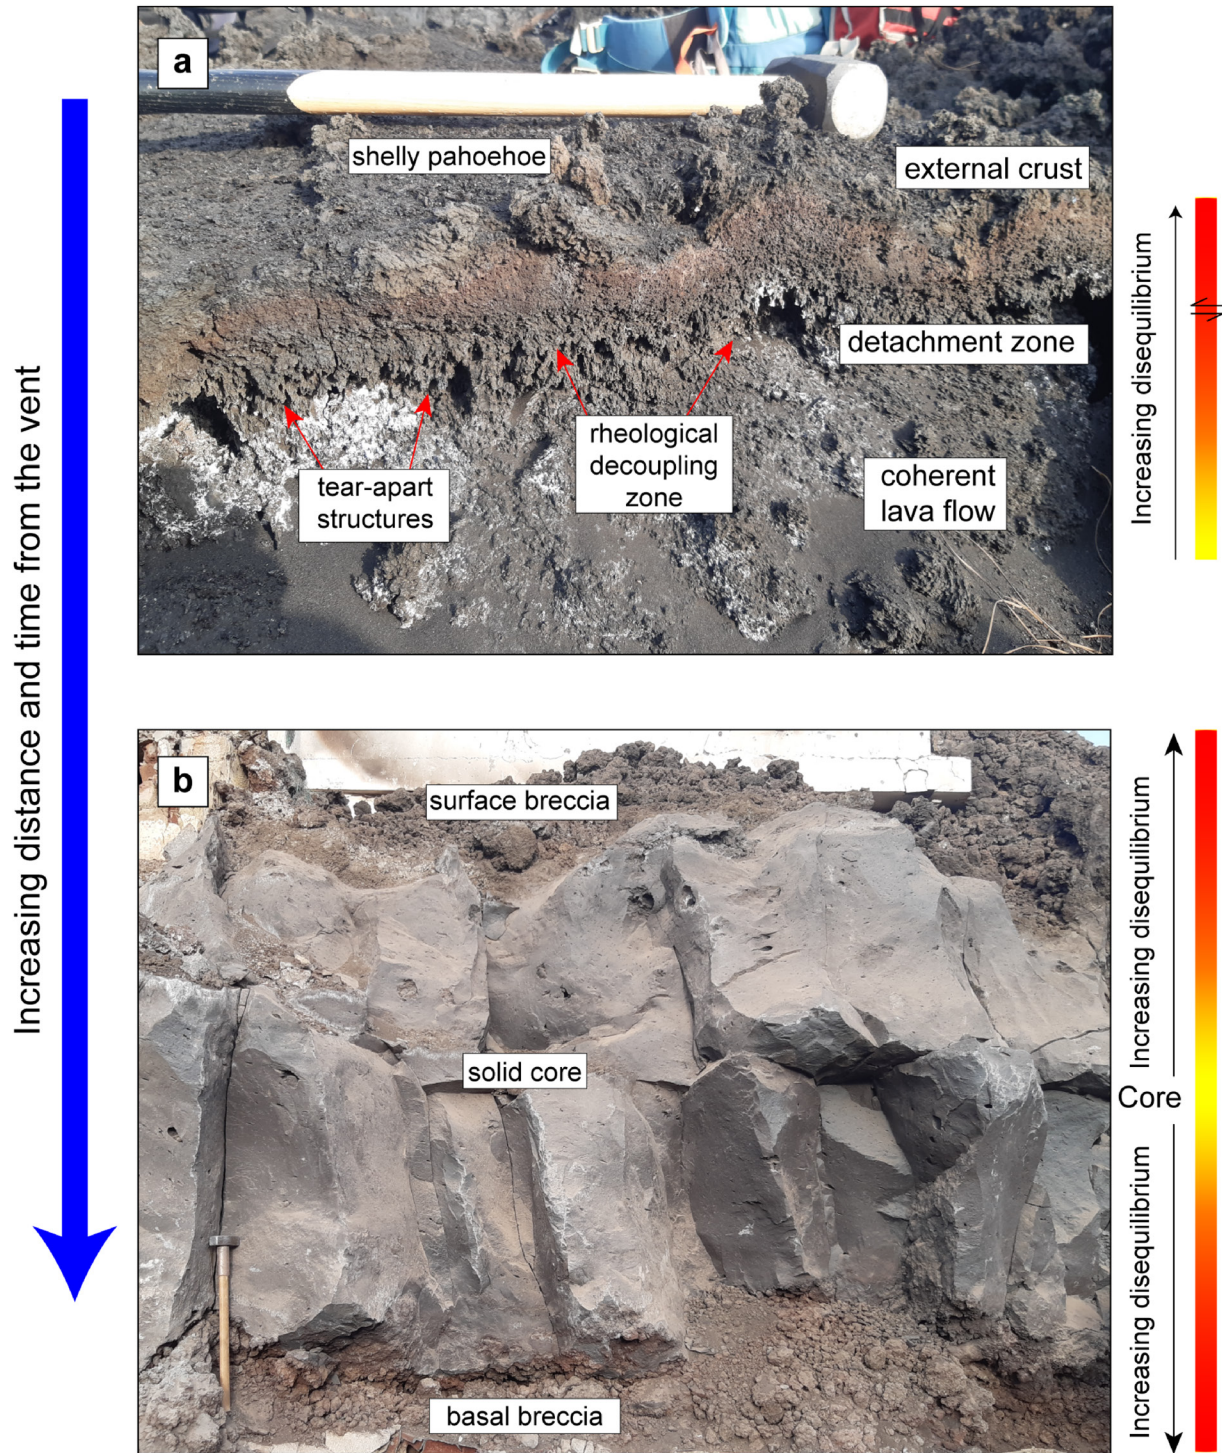 a
shelly pahoehoe
external crust
detachment zone
rheological
decoupling
zone
tear-apart
structures
coherent
lava flow
Increasing disequilibrium
Increasing distance and time from the vent
b
surface breccia
solid core
basal breccia
Increasing disequilibrium
Core
Increasing disequilibrium